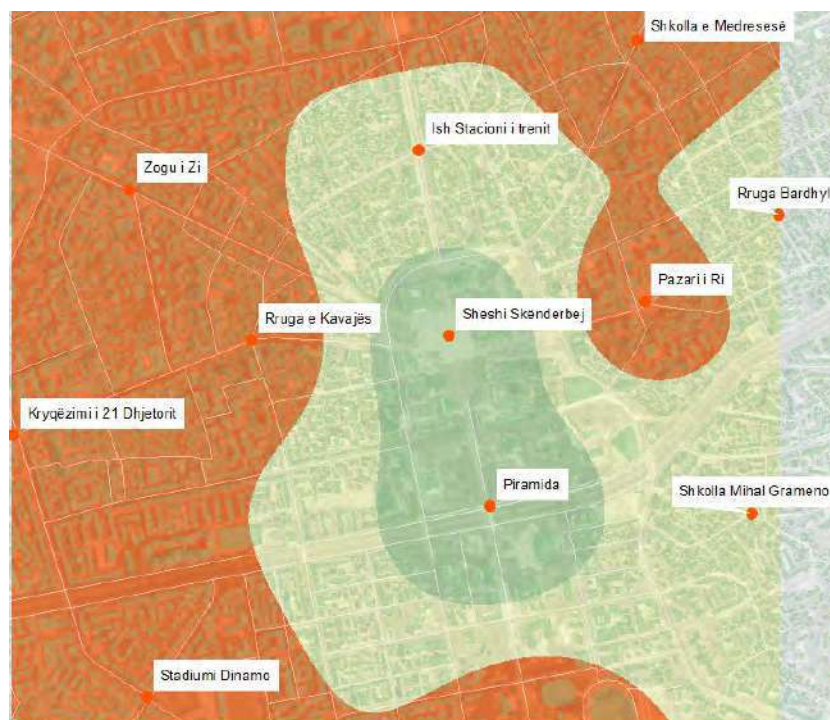 Shkolla e Medresesë
Ish Stacioni i trenit
Zogu i Zi
Rruga Bardhyl
Pazari i Ri
Rruga e Kavajës
Sheshi Skënderbej
Kryqëzimi i 21 Dhjetorit
Piramida
Shkolla Mihal Grameno
Stadiumi Dinamo